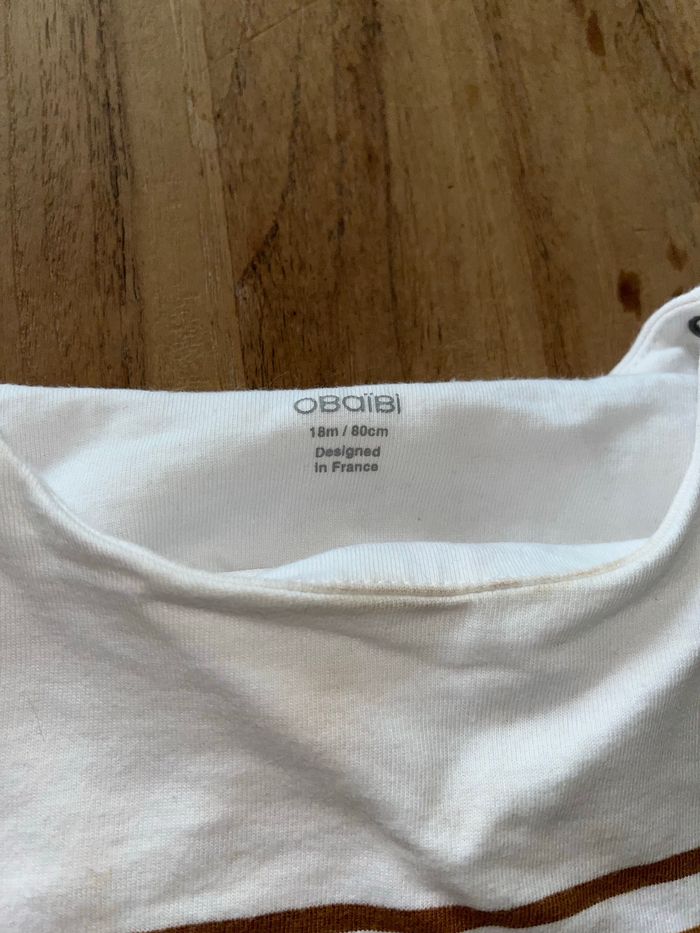 OBaïBi
18m / 80cm
Designed
in France